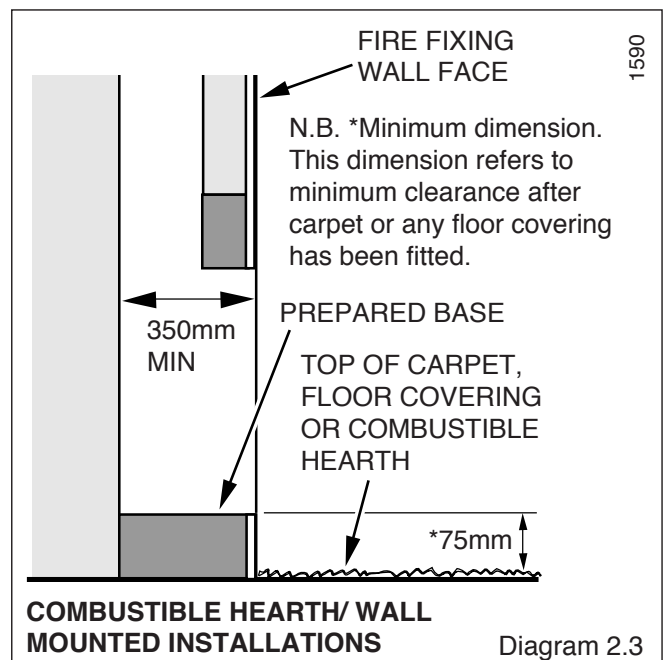 FIRE FIXING
WALL FACE
1590
N.B. *Minimum dimension.
This dimension refers to
minimum clearance after
carpet or any floor covering
has been fitted.
350mm
MIN
PREPARED BASE
TOP OF CARPET,
FLOOR COVERING
OR COMBUSTIBLE
HEARTH
*75mm
COMBUSTIBLE HEARTH/ WALL
MOUNTED INSTALLATIONS
Diagram 2.3